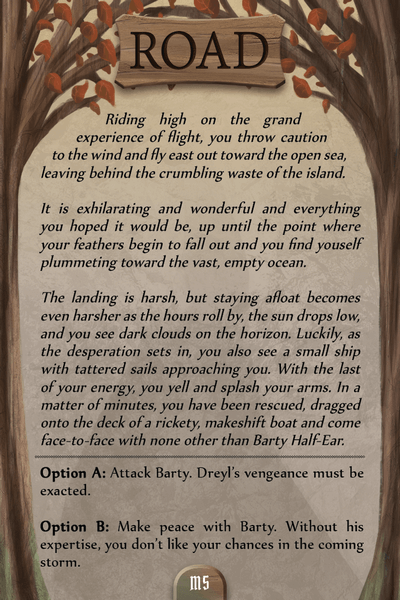 ROAD
Riding high on the grand
experience of flight, you throw caution
to the wind and fly east out toward the open sea,
leaving behind the crumbling waste of the island.
It is exhilarating and wonderful and everything
you hoped it would be, up until the point where
your feathers begin to fall out and you find youself
plummeting toward the vast, empty ocean.
The landing is harsh, but staying afloat becomes
even harsher as the hours roll by, the sun drops low,
and you see dark clouds on the horizon. Luckily, as
the desperation sets in, you also see a small ship
with tattered sails approaching you. With the last
of your energy, you yell and splash your arms. In a
matter of minutes, you have been rescued, dragged
onto the deck of a rickety, makeshift boat and come
face-to-face with none other than Barty Half-Ear.
Option A: Attack Barty. Dreyl's vengeance must be
exacted.
Option B: Make peace with Barty. Without his
expertise, you don't like your chances in the coming
storm.
M5